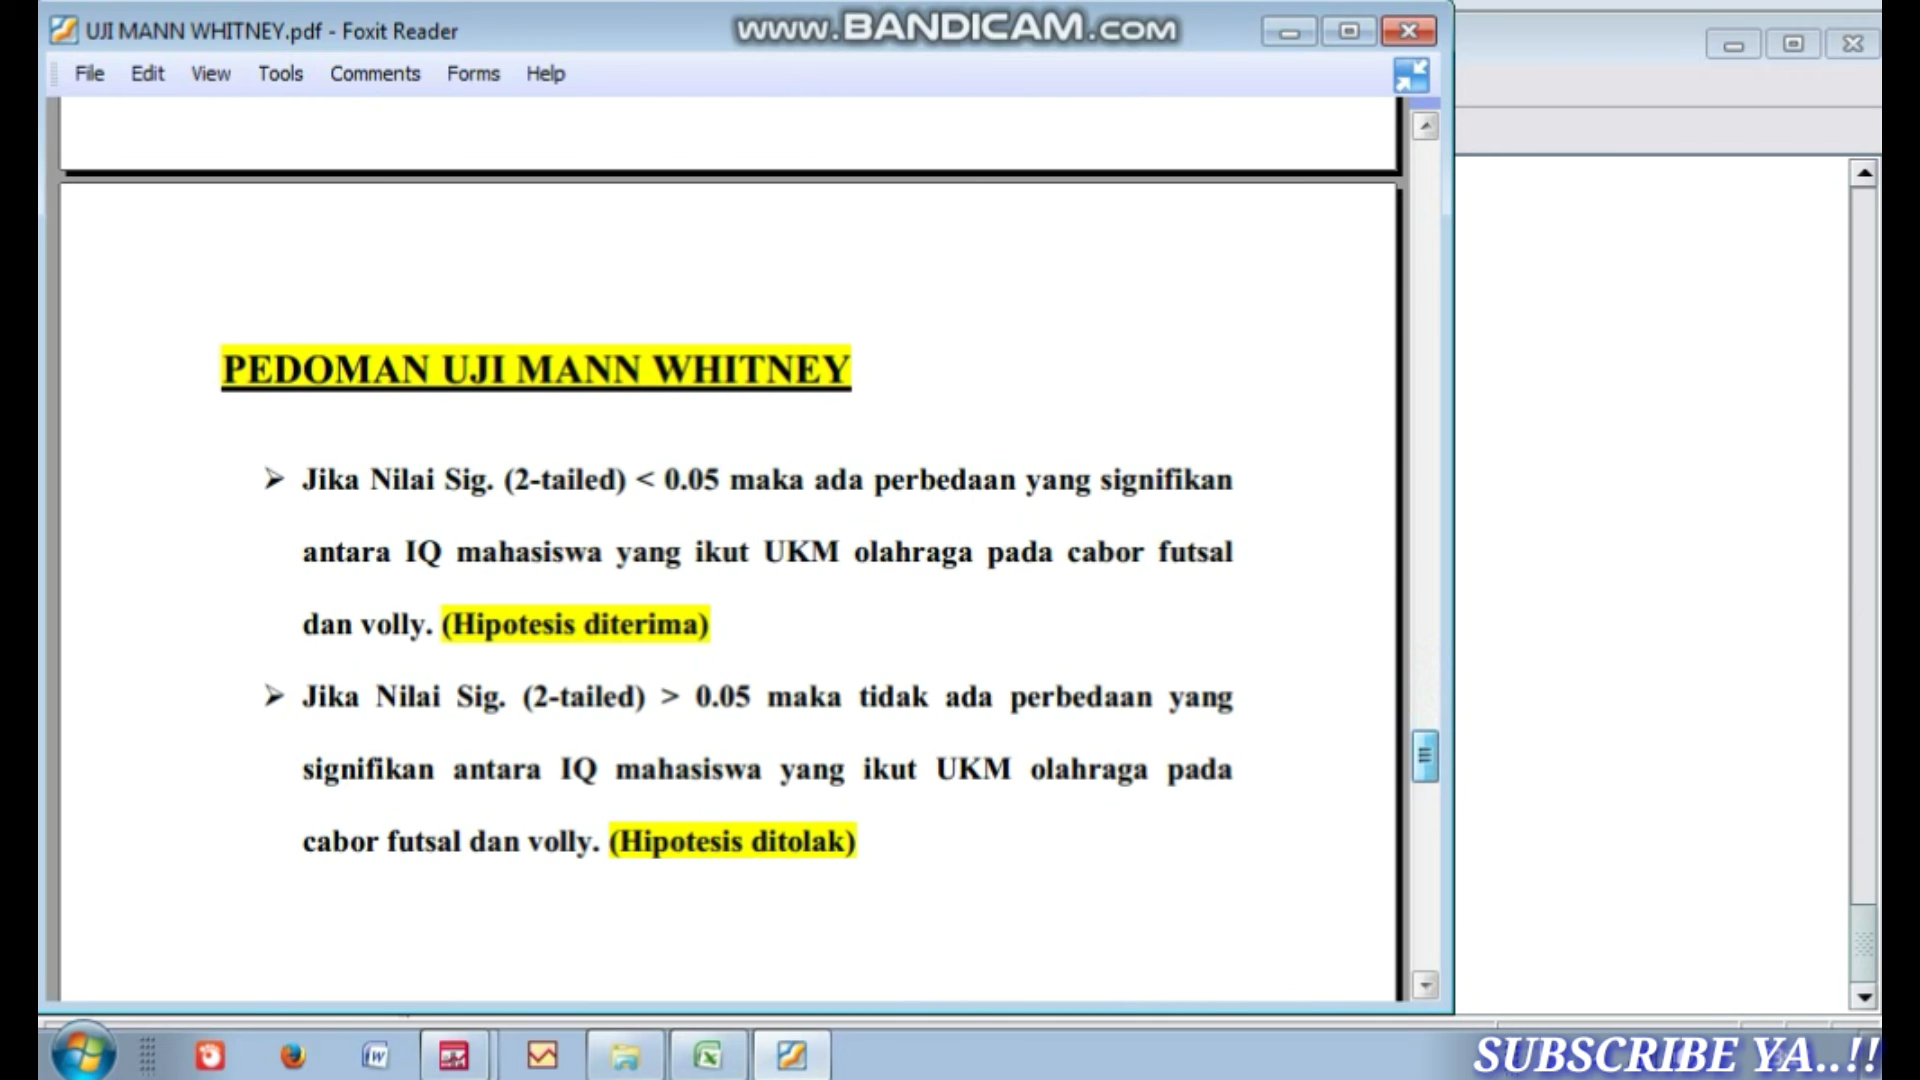 UJI MANN WHITNEY.pdf - Foxit Reader
www.BANDICAM.com
File Edit View Tools Comments Forms Help
PEDOMAN UJI MANN WHITNEY
➢ Jika Nilai Sig. (2-tailed) < 0.05 maka ada perbedaan yang signifikan
antara IQ mahasiswa yang ikut UKM olahraga pada cabor futsal
dan volly. (Hipotesis diterima)
➢ Jika Nilai Sig. (2-tailed) > 0.05 maka tidak ada perbedaan yang
signifikan antara IQ mahasiswa yang ikut UKM olahraga pada
cabor futsal dan volly. (Hipotesis ditolak)
SUBSCRIBE YA..!!